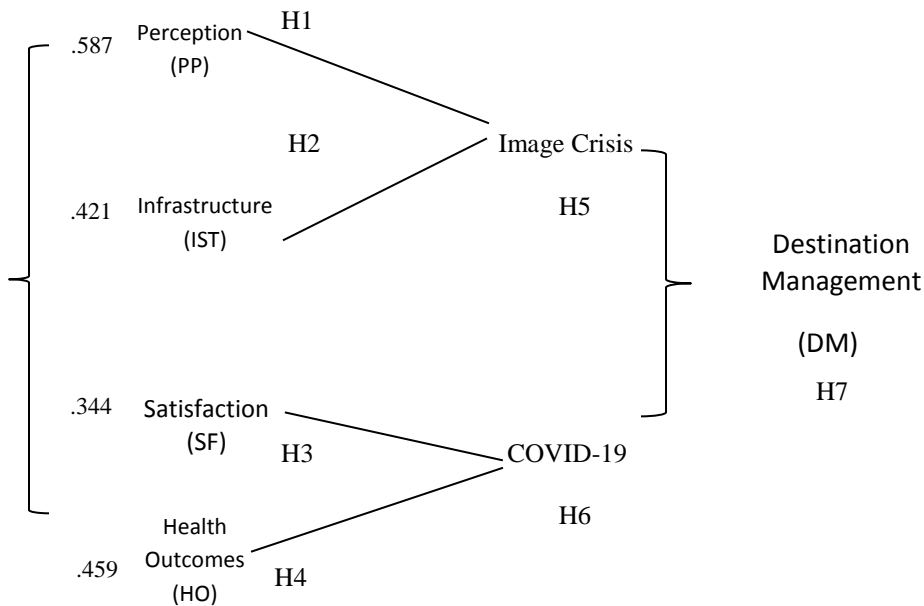 H1
.587
Perception
(PP)
H2
Image Crisis
.421
Infrastructure
(IST)
H5
Destination
Management
(DM)
H7
.344
Satisfaction
(SF)
H3
COVID-19
H6
Health
Outcomes
(HO)
.459
H4